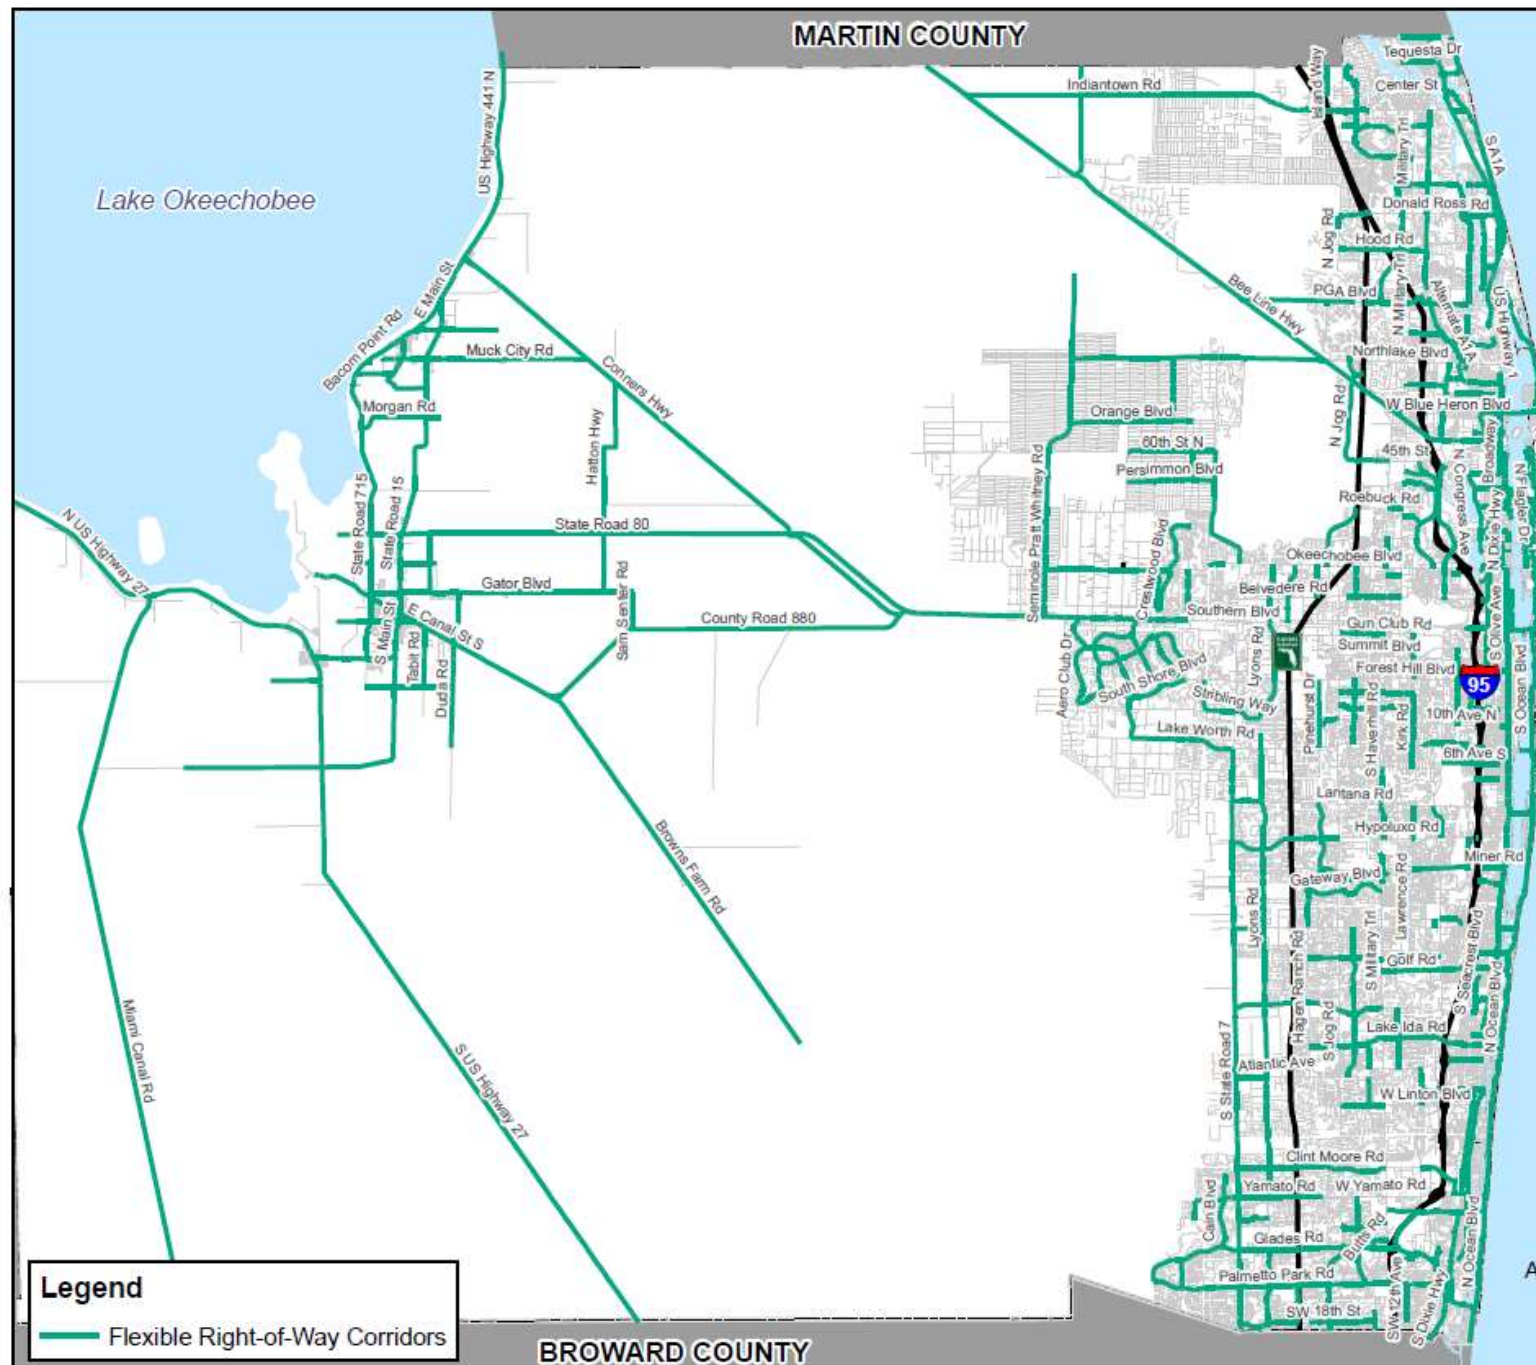 MARTIN COUNTY
Tequesta Dr
Island Way
Indiantown Rd
Center St
US Highway 441 N
Military Trl
S A1A
Lake Okeechobee
Donald Ross Rd
N Jog Rd
Hood Rd
E Main St
Bee Line Hwy
PGA Blvd
N Military Trl
Alternate A1A
US Highway 1
Bacom Point Rd
Muck City Rd
Conners Hwy
Northlake Blvd
Morgan Rd
Orange Blvd
N Jog Rd
W Blue Heron Blvd
Hatton Hwy
60th St N
45th St
Broadway
Persimmon Blvd
N Congress Ave
N Flagler Dr
State Road 715
State Road 15
Seminole Pratt Whitney Rd
Roebuck Rd
N Dixie Hwy
N US Highway 27
State Road 80
Crestwood Blvd
Okeechobee Blvd
Gator Blvd
Sam Senter Rd
Belvedere Rd
Southern Blvd
County Road 880
Gun Club Rd
S Olive Ave
S Main St
E Canal St S
Tabit Rd
Duda Rd
Aero Club Dr
South Shore Blvd
Lyons Rd
Summit Blvd
Forest Hill Blvd
95
S Ocean Blvd
Stribling Way
Pinehurst Dr
S Haverhill Rd
Kirk Rd
10th Ave N
S Ocean Blvd
Lake Worth Rd
6th Ave S
Lantana Rd
Browns Farm Rd
Hypoluxo Rd
Miner Rd
Gateway Blvd
Lawrence Rd
Lyons Rd
Hagen Ranch Rd
S Military Trl
S Seacrest Blvd
Golf Rd
N Ocean Blvd
Miami Canal Rd
S US Highway 27
S State Road 7
S Jog Rd
Lake Ida Rd
Atlantic Ave
W Linton Blvd
Clint Moore Rd
Cain Blvd
Yamato Rd
W Yamato Rd
N Ocean Blvd
Glades Rd
Butts Rd
Palmetto Park Rd
SW 12th Ave
S Dixie Hwy
SW 18th St
A
Legend
Flexible Right-of-Way Corridors
BROWARD COUNTY